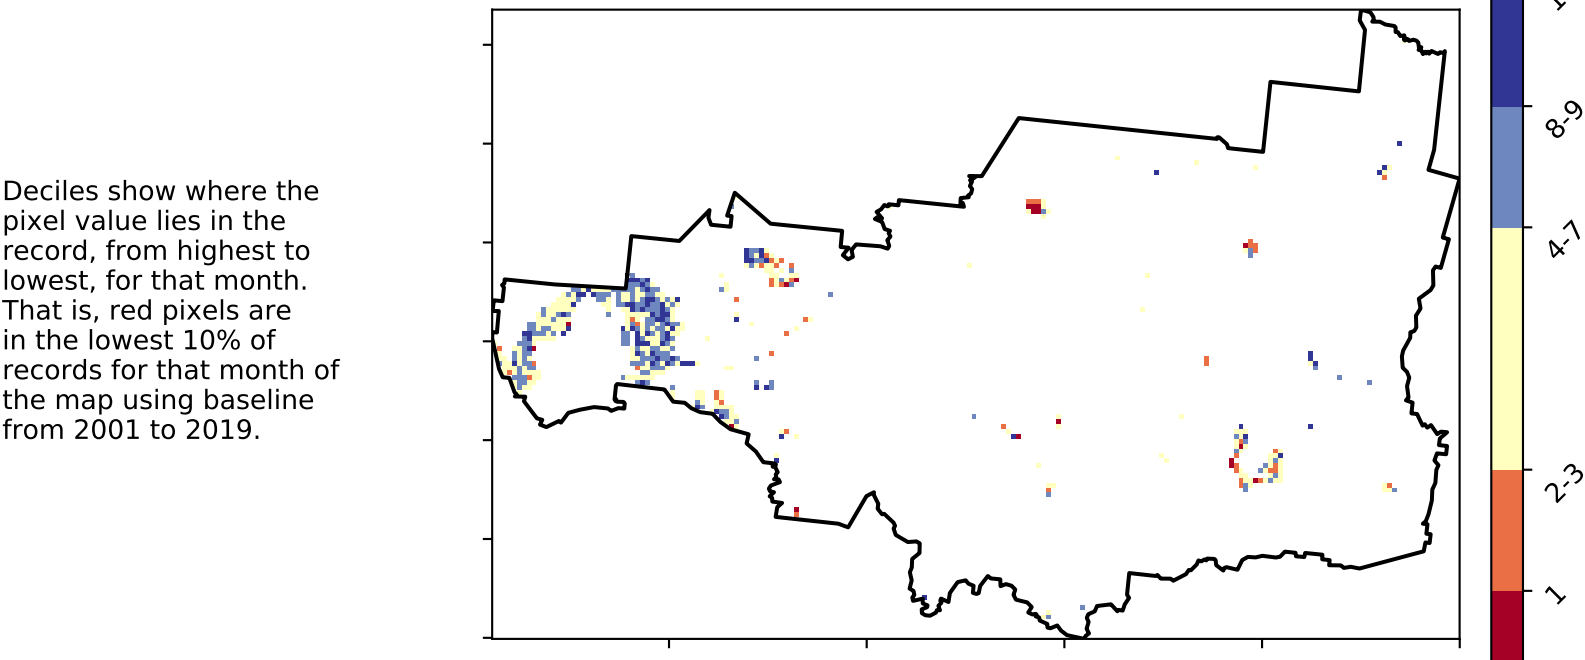 Deciles show where the
pixel value lies in the
record, from highest to
lowest, for that month.
That is, red pixels are
in the lowest 10% of
records for that month of
the map using baseline
from 2001 to 2019.
8-9
4-7
2-3
1